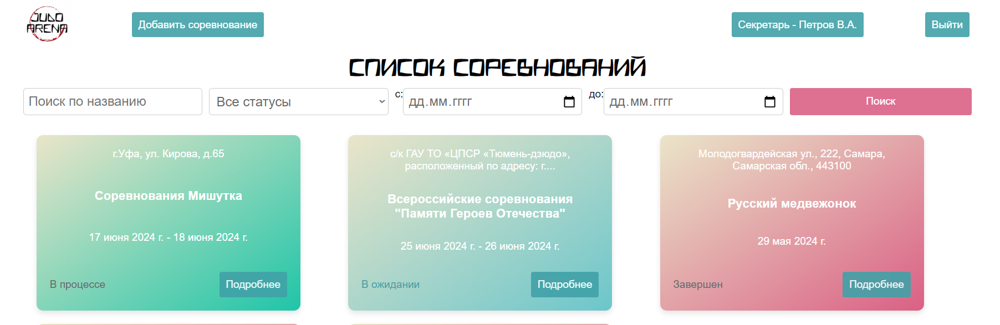 JUDO
ARENA
Добавить соревнование
Секретарь - Петров В.А.
Выйти
СПИСОК СОРЕВНОВАНИЙ
Поиск по названию
Все статусы
с:
дд.мм.гггг
до:
дд.мм.гггг
Поиск
г.Уфа, ул. Кирова, д.65
Соревнования Мишутка
17 июня 2024 г. - 18 июня 2024 г.
В процессе
Подробнее
с/к ГАУ ТО «ЦПСР «Тюмень-дзюдо»,
расположенный по адресу: г....
Всероссийские соревнования
"Памяти Героев Отечества"
25 июня 2024 г. - 26 июня 2024 г.
В ожидании
Подробнее
Молодогвардейская ул., 222, Самара,
Самарская обл., 443100
Русский медвежонок
29 мая 2024 г.
Завершен
Подробнее